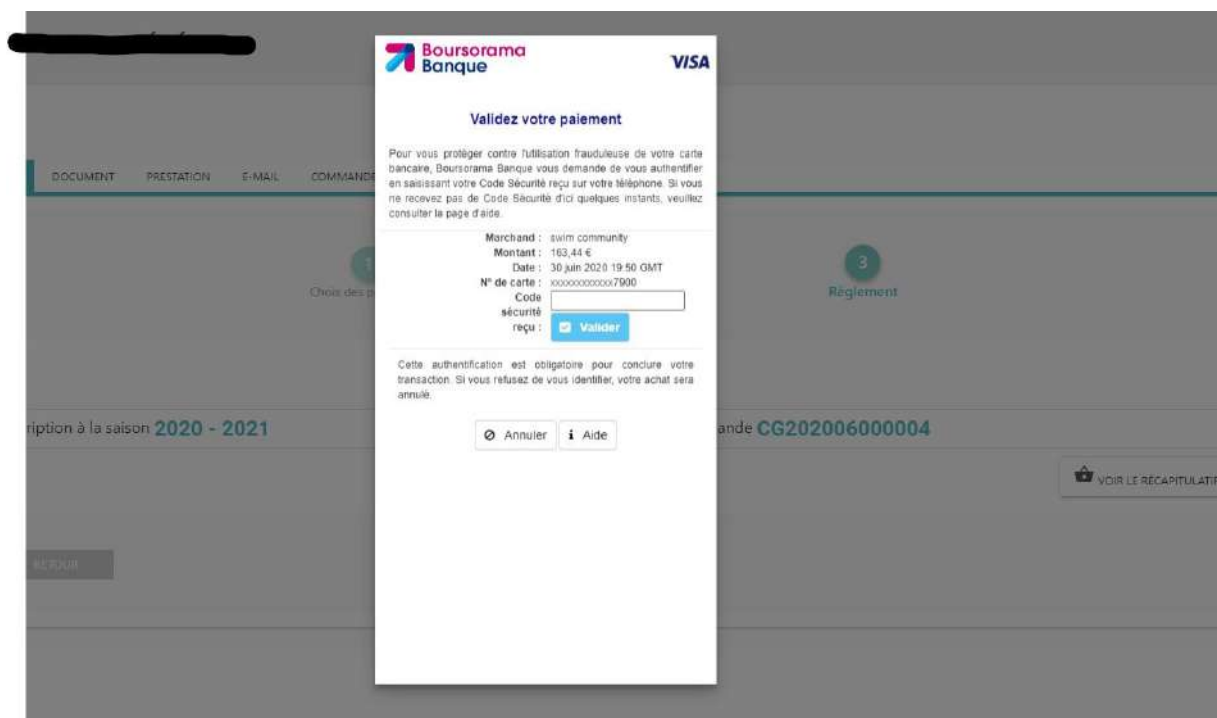 Boursorama
Banque
VISA
Validez votre paiement
Pour vous protéger contre l'utilisation frauduleuse de votre carte
bancaire, Boursorama Banque vous demande de vous authentifier
en saisissant votre Code Sécurité reçu sur votre téléphone. Si vous
ne recevez pas de Code Sécurité d'ici quelques instants, veuillez
consulter la page d'aide.
DOCUMENT PRESTATION E-MAIL COMMANDE
Marchand : swim community
Montant : 163,44 €
Date : 30 juin 2020 19:50 GMT
N° de carte : xxxxxxxxxxxx7900
Code
sécurité
reçu :
Valider
1
Choix des p
3
Règlement
Cette authentification est obligatoire pour conclure votre
transaction. Si vous refusez de vous identifier, votre achat sera
annulé.
ription à la saison 2020 - 2021
ande CG202006000004
Annuler
Aide
VOIR LE RÉCAPITULATIF
RETOUR